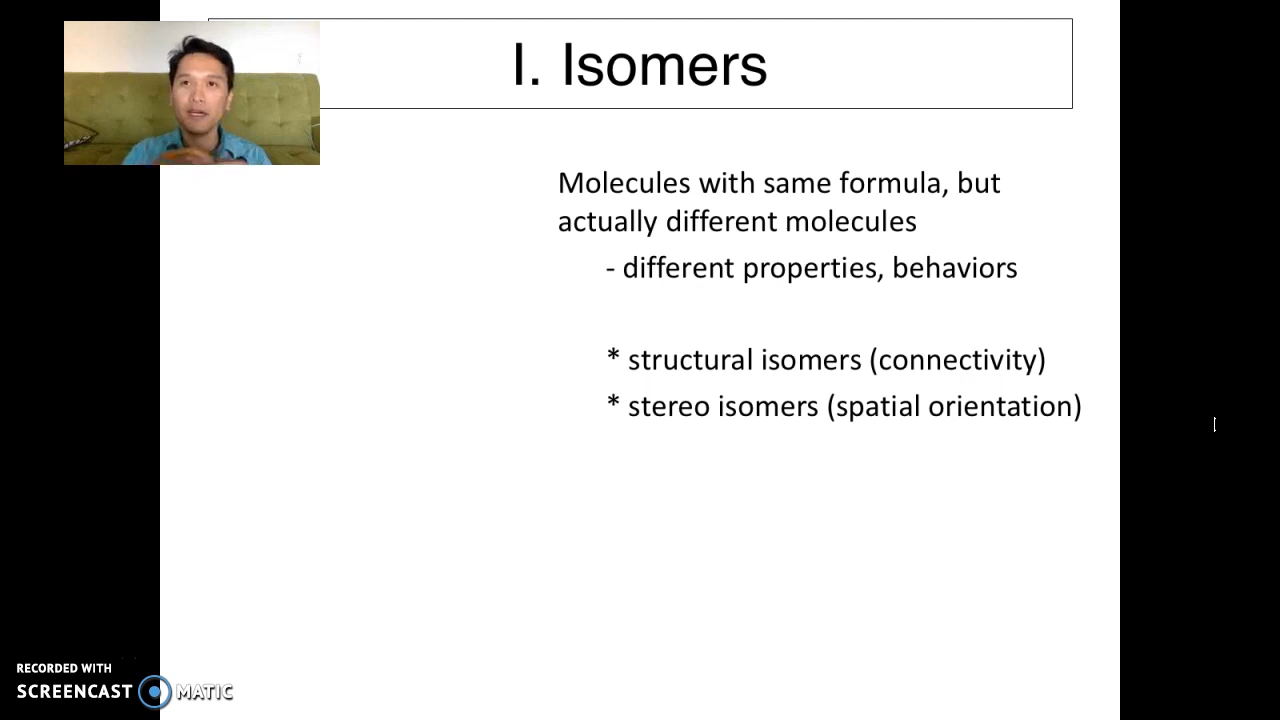 I. Isomers
Molecules with same formula, but
actually different molecules
- different properties, behaviors
* structural isomers (connectivity)
* stereo isomers (spatial orientation)
RECORDED WITH
SCREENCAST MATIC